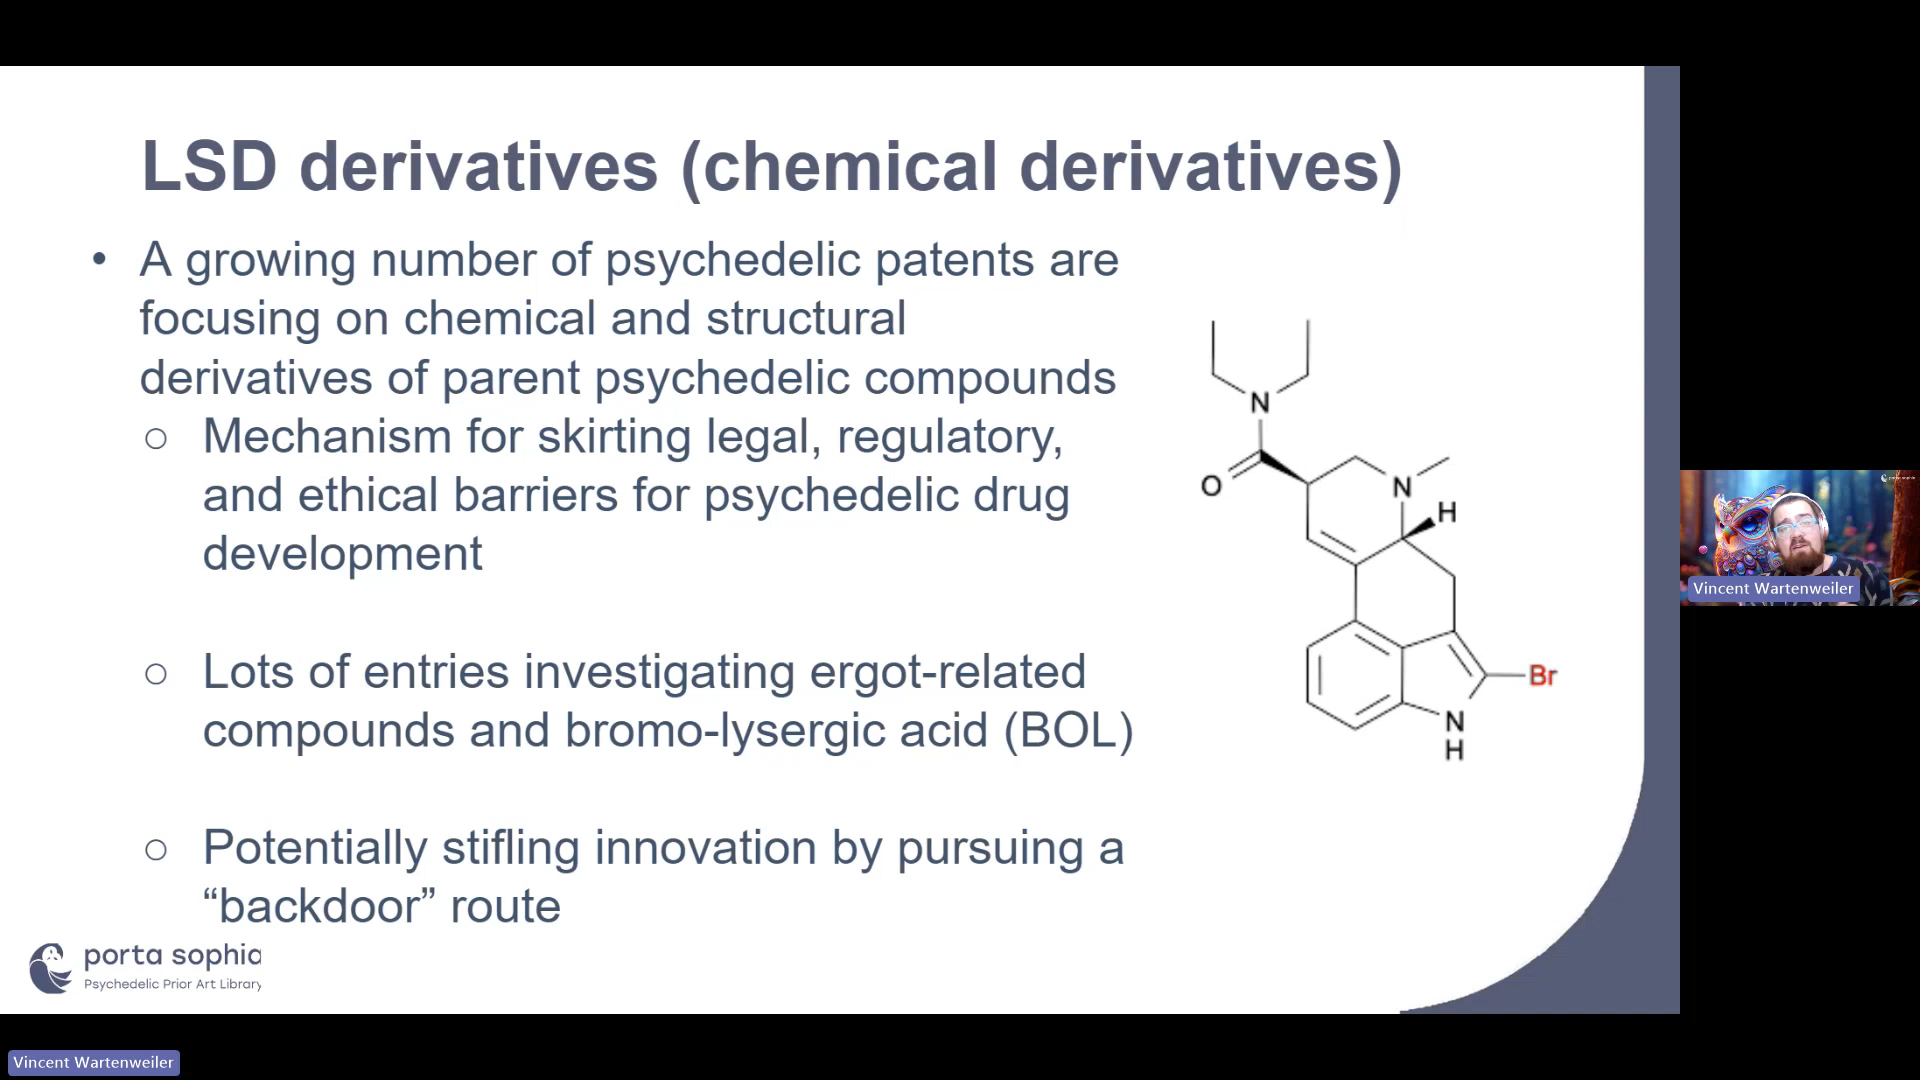 LSD derivatives (chemical derivatives)
• A growing number of psychedelic patents are
focusing on chemical and structural
derivatives of parent psychedelic compounds
○ Mechanism for skirting legal, regulatory,
and ethical barriers for psychedelic drug
development
○ Lots of entries investigating ergot-related
compounds and bromo-lysergic acid (BOL)
○ Potentially stifling innovation by pursuing a
“backdoor” route
N
O
N
H
Br
N
H
porta sophia
Psychedelic Prior Art Library
Vincent Wartenweiler
Vincent Wartenweiler